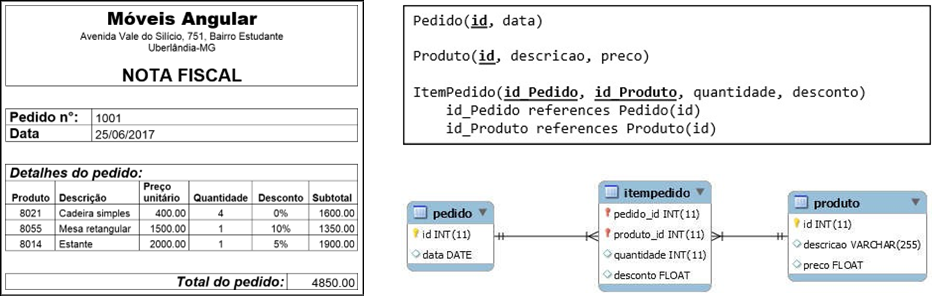 Móveis Angular
Avenida Vale do Silício, 751, Bairro Estudante
Uberlândia-MG
NOTA FISCAL
Pedido n°: 1001
Data 25/06/2017
Detalhes do pedido:
Produto Descrição Preço unitário Quantidade Desconto Subtotal
8021 Cadeira simples 400.00 4 0% 1600.00
8055 Mesa retangular 1500.00 1 10% 1350.00
8014 Estante 2000.00 1 5% 1900.00
Total do pedido: 4850.00
Pedido(id, data)
Produto(id, descricao, preco)
ItemPedido(id_Pedido, id_Produto, quantidade, desconto)
id_Pedido references Pedido(id)
id_Produto references Produto(id)
pedido
id INT(11)
data DATE
itempedido
pedido_id INT(11)
produto_id INT(11)
quantidade INT(11)
desconto FLOAT
produto
id INT(11)
descricao VARCHAR(255)
preco FLOAT